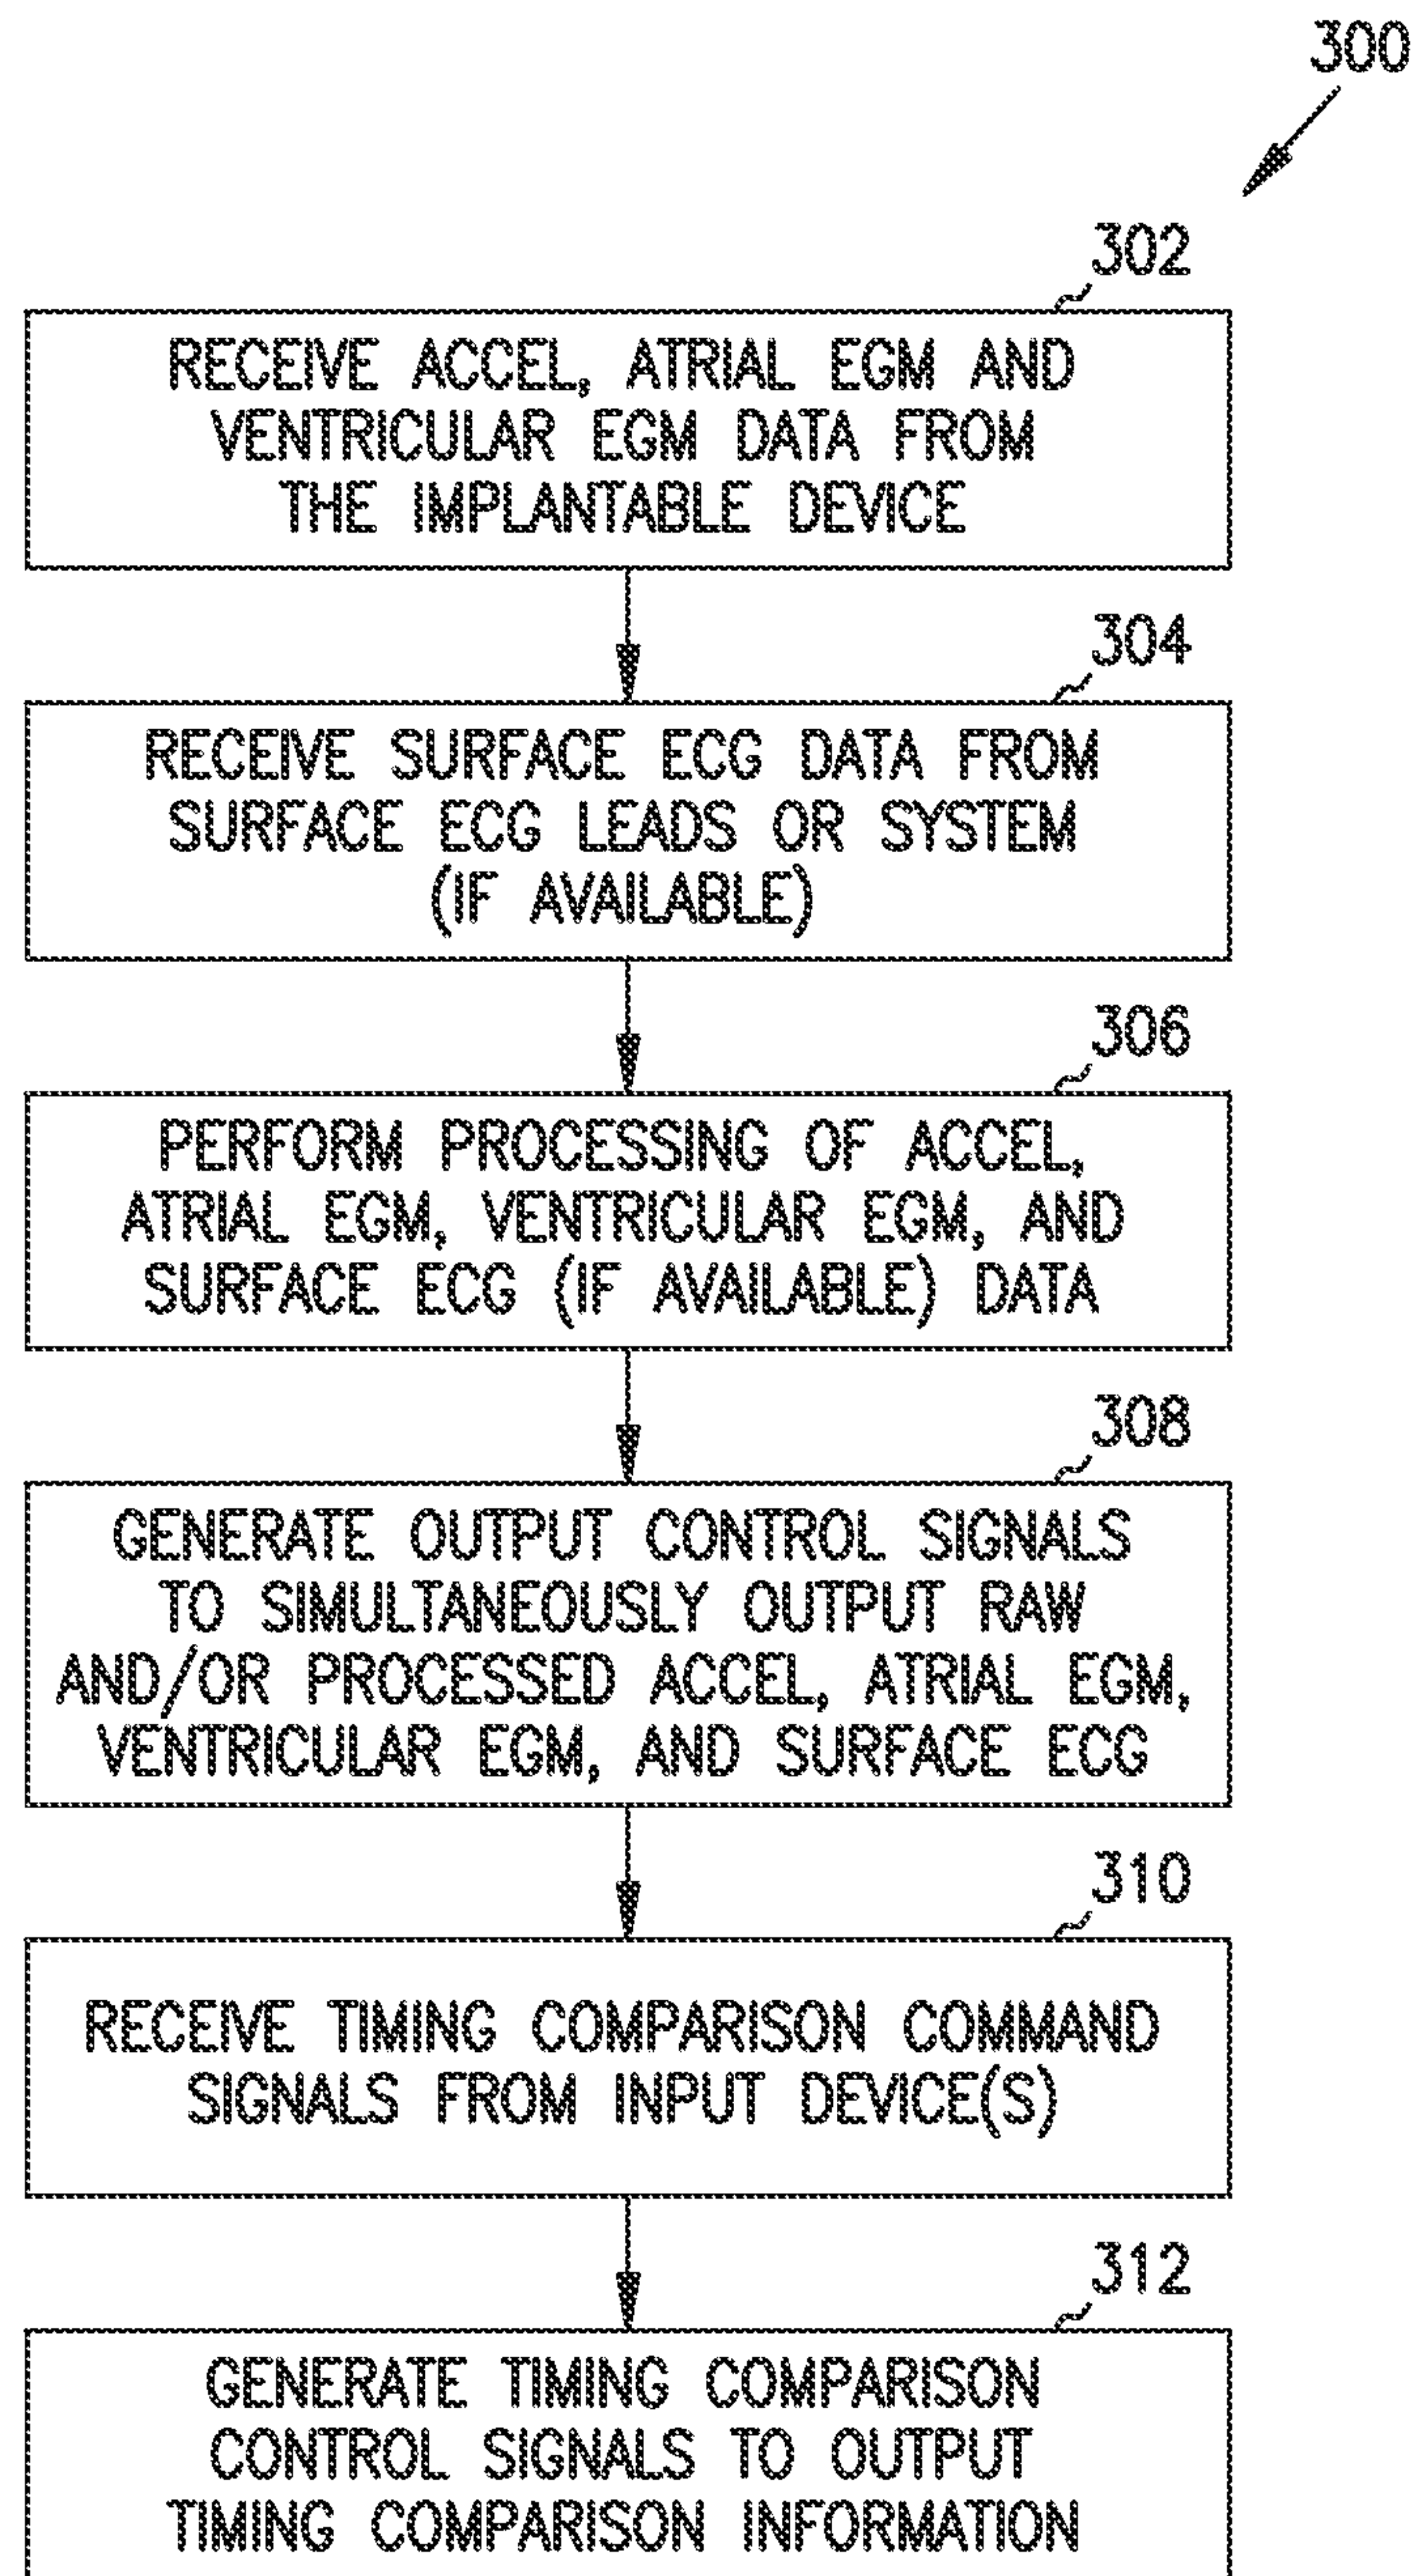 300
302
RECEIVE ACCEL, ATRIAL EGM AND
VENTRICULAR EGM DATA FROM
THE IMPLANTABLE DEVICE
304
RECEIVE SURFACE ECG DATA FROM
SURFACE ECG LEADS OR SYSTEM
(IF AVAILABLE)
306
PERFORM PROCESSING OF ACCEL,
ATRIAL EGM, VENTRICULAR EGM, AND
SURFACE ECG (IF AVAILABLE) DATA
308
GENERATE OUTPUT CONTROL SIGNALS
TO SIMULTANEOUSLY OUTPUT RAW
AND/OR PROCESSED ACCEL, ATRIAL EGM,
VENTRICULAR EGM, AND SURFACE ECG
310
RECEIVE TIMING COMPARISON COMMAND
SIGNALS FROM INPUT DEVICE(S)
312
GENERATE TIMING COMPARISON
CONTROL SIGNALS TO OUTPUT
TIMING COMPARISON INFORMATION